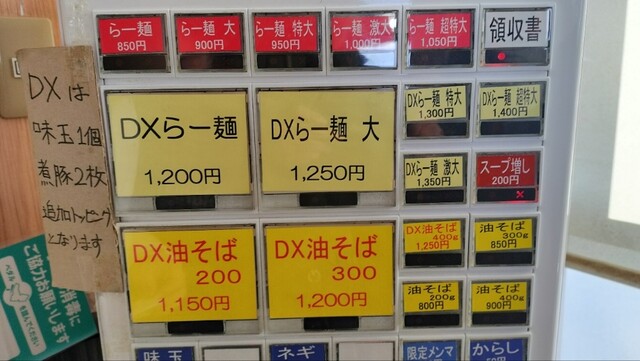 らー麺
850円
らー麺 大
900円
らー麺 特大
950円
らー麺 激大
1,000円
らー麺 超特大
1,050円
領収書
DXらー麺
1,200円
DXらー麺 大
1,250円
DXらー麺 特大
1,300円
DXらー麺 超特大
1,400円
DXらー麺 激大
1,350円
スープ増し
200円
DX油そば
200
1,150円
DX油そば
300
1,200円
DX油そば
400g
1,250円
油そば
300g
850円
油そば
200g
800円
油そば
400g
900円
味玉
ネギ
限定メンマ
からし
DXは
味玉1個
煮豚2枚
追加トッピング
となります
ご協力お願いします